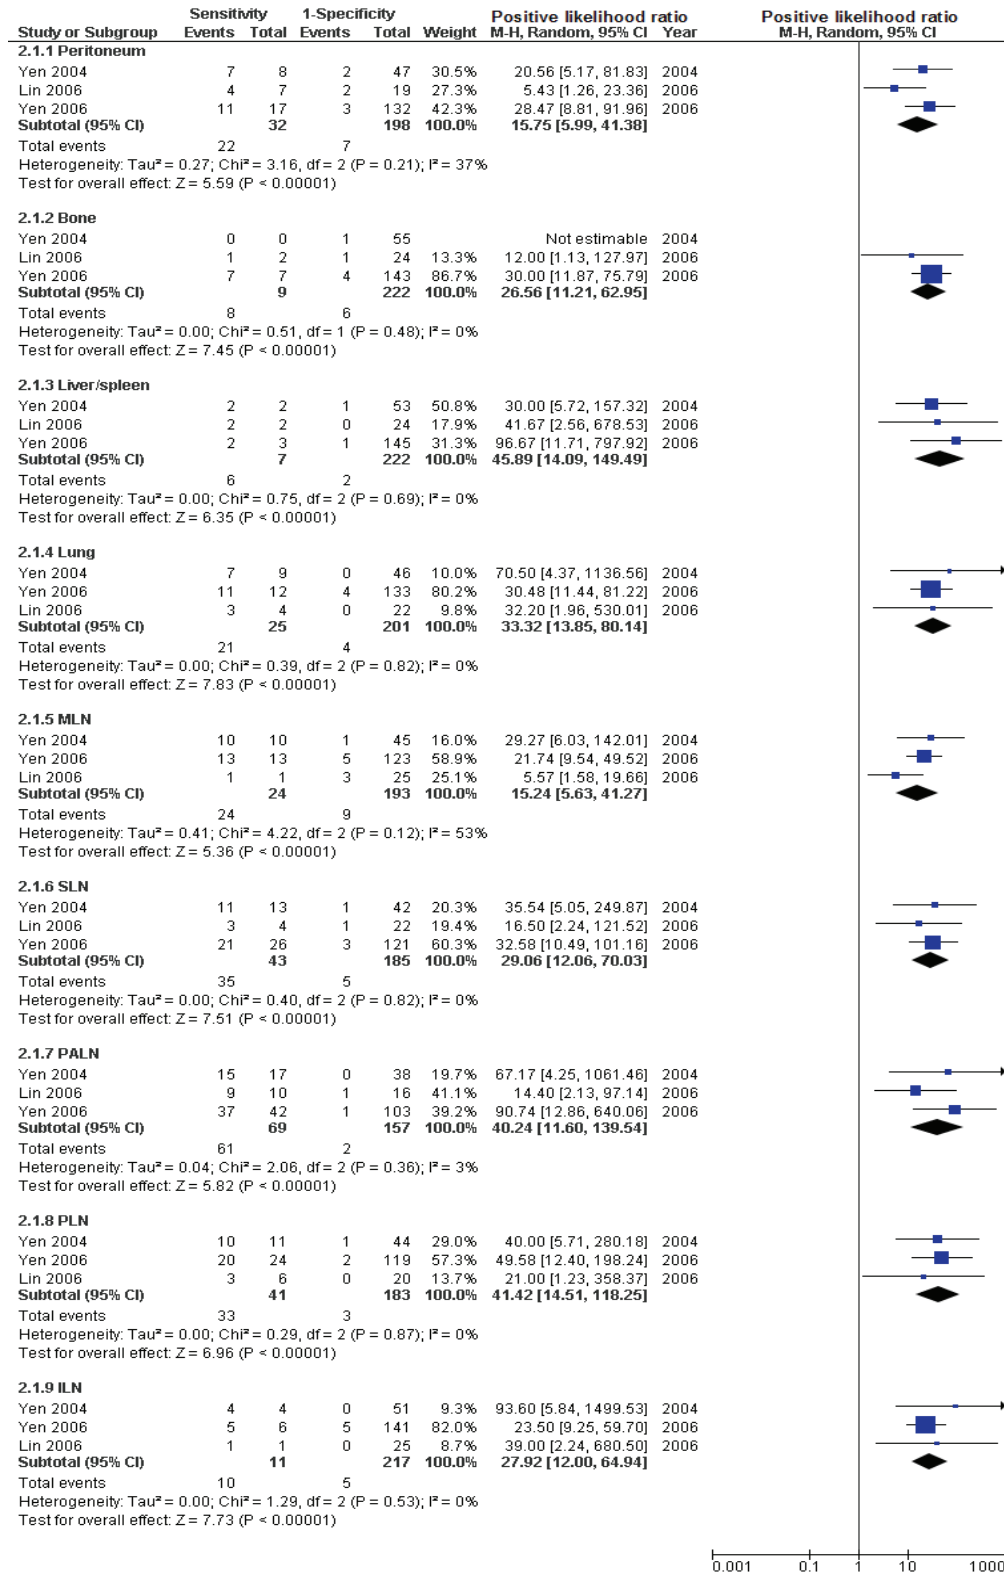 Sensitivity 1-Specificity Positive likelihood ratio Positive likelihood ratio
Study or Subgroup Events Total Events Total Weight M-H, Random, 95% CI Year M-H, Random, 95% CI
2.1.1 Peritoneum
Yen 2004 7 8 2 47 30.5% 20.56 [5.17, 81.83] 2004
Lin 2006 4 7 2 19 27.3% 5.43 [1.26, 23.36] 2006
Yen 2006 11 17 3 132 42.3% 28.47 [8.81, 91.96] 2006
Subtotal (95% CI) 32 198 100.0% 15.75 [5.99, 41.38]
Total events 22 7
Heterogeneity: Tau² = 0.27; Chi² = 3.16, df = 2 (P = 0.21); I² = 37%
Test for overall effect: Z = 5.59 (P < 0.00001)
2.1.2 Bone
Yen 2004 0 0 1 55 Not estimable 2004
Lin 2006 1 2 1 24 13.3% 12.00 [1.13, 127.97] 2006
Yen 2006 7 7 4 143 86.7% 30.00 [11.87, 75.79] 2006
Subtotal (95% CI) 9 222 100.0% 26.56 [11.21, 62.95]
Total events 8 6
Heterogeneity: Tau² = 0.00; Chi² = 0.51, df = 1 (P = 0.48); I² = 0%
Test for overall effect: Z = 7.45 (P < 0.00001)
2.1.3 Liver/spleen
Yen 2004 2 2 1 53 50.8% 30.00 [5.72, 157.32] 2004
Lin 2006 2 2 0 24 17.9% 41.67 [2.56, 678.53] 2006
Yen 2006 2 3 1 145 31.3% 96.67 [11.71, 797.92] 2006
Subtotal (95% CI) 7 222 100.0% 45.89 [14.09, 149.49]
Total events 6 2
Heterogeneity: Tau² = 0.00; Chi² = 0.75, df = 2 (P = 0.69); I² = 0%
Test for overall effect: Z = 6.35 (P < 0.00001)
2.1.4 Lung
Yen 2004 7 9 0 46 10.0% 70.50 [4.37, 1136.56] 2004
Yen 2006 11 12 4 133 80.2% 30.48 [11.44, 81.22] 2006
Lin 2006 3 4 0 22 9.8% 32.20 [1.96, 530.01] 2006
Subtotal (95% CI) 25 201 100.0% 33.32 [13.85, 80.14]
Total events 21 4
Heterogeneity: Tau² = 0.00; Chi² = 0.39, df = 2 (P = 0.82); I² = 0%
Test for overall effect: Z = 7.83 (P < 0.00001)
2.1.5 MLN
Yen 2004 10 10 1 45 16.0% 29.27 [6.03, 142.01] 2004
Yen 2006 13 13 5 123 58.9% 21.74 [9.54, 49.52] 2006
Lin 2006 1 1 3 25 25.1% 5.57 [1.58, 19.66] 2006
Subtotal (95% CI) 24 193 100.0% 15.24 [5.63, 41.27]
Total events 24 9
Heterogeneity: Tau² = 0.41; Chi² = 4.22, df = 2 (P = 0.12); I² = 53%
Test for overall effect: Z = 5.36 (P < 0.00001)
2.1.6 SLN
Yen 2004 11 13 1 42 20.3% 35.54 [5.05, 249.87] 2004
Lin 2006 3 4 1 22 19.4% 16.50 [2.24, 121.52] 2006
Yen 2006 21 26 3 121 60.3% 32.58 [10.49, 101.16] 2006
Subtotal (95% CI) 43 185 100.0% 29.06 [12.06, 70.03]
Total events 35 5
Heterogeneity: Tau² = 0.00; Chi² = 0.40, df = 2 (P = 0.82); I² = 0%
Test for overall effect: Z = 7.51 (P < 0.00001)
2.1.7 PALN
Yen 2004 15 17 0 38 19.7% 67.17 [4.25, 1061.46] 2004
Lin 2006 9 10 1 16 41.1% 14.40 [2.13, 97.14] 2006
Yen 2006 37 42 1 103 39.2% 90.74 [12.86, 640.06] 2006
Subtotal (95% CI) 69 157 100.0% 40.24 [11.60, 139.54]
Total events 61 2
Heterogeneity: Tau² = 0.04; Chi² = 2.06, df = 2 (P = 0.36); I² = 3%
Test for overall effect: Z = 5.82 (P < 0.00001)
2.1.8 PLN
Yen 2004 10 11 1 44 29.0% 40.00 [5.71, 280.18] 2004
Yen 2006 20 24 2 119 57.3% 49.58 [12.40, 198.24] 2006
Lin 2006 3 6 0 20 13.7% 21.00 [1.23, 358.37] 2006
Subtotal (95% CI) 41 183 100.0% 41.42 [14.51, 118.25]
Total events 33 3
Heterogeneity: Tau² = 0.00; Chi² = 0.29, df = 2 (P = 0.87); I² = 0%
Test for overall effect: Z = 6.96 (P < 0.00001)
2.1.9 ILN
Yen 2004 4 4 0 51 9.3% 93.60 [5.84, 1499.53] 2004
Yen 2006 5 6 5 141 82.0% 23.50 [9.25, 59.70] 2006
Lin 2006 1 1 0 25 8.7% 39.00 [2.24, 680.50] 2006
Subtotal (95% CI) 11 217 100.0% 27.92 [12.00, 64.94]
Total events 10 5
Heterogeneity: Tau² = 0.00; Chi² = 1.29, df = 2 (P = 0.53); I² = 0%
Test for overall effect: Z = 7.73 (P < 0.00001)
0.001 0.1 1 10 1000